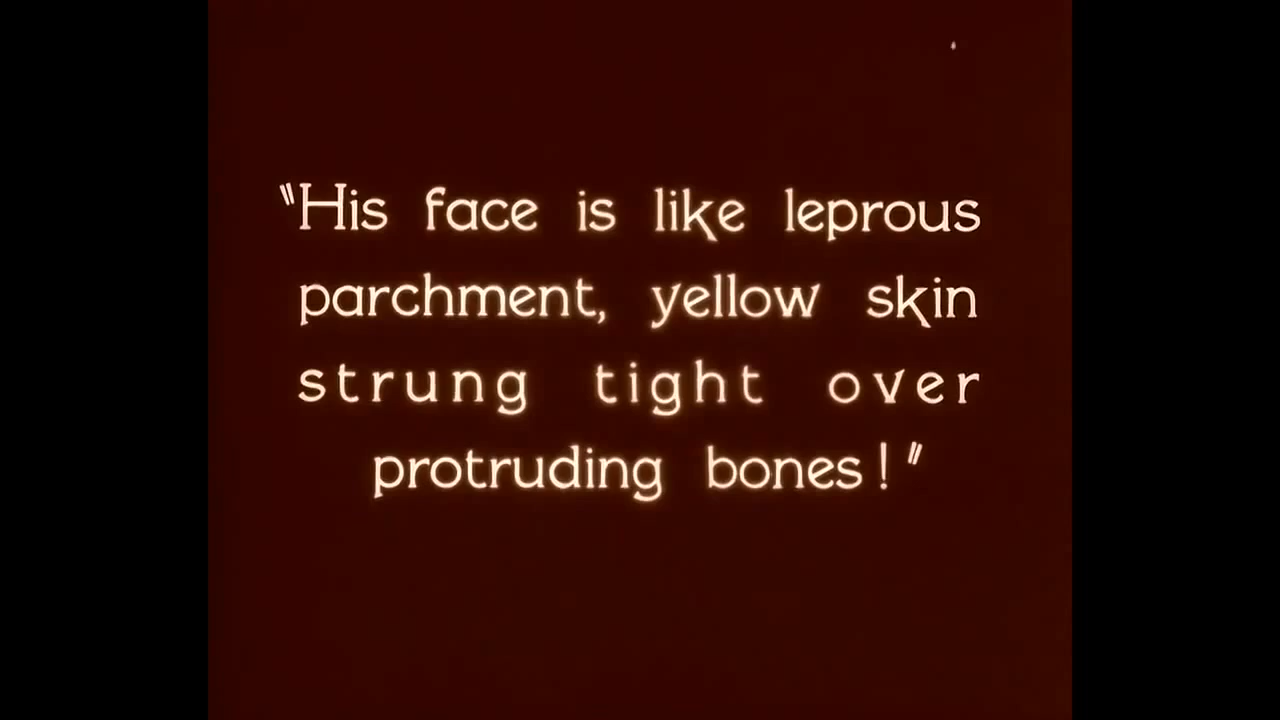 "His face is like leprous
parchment, yellow skin
strung tight over
protruding bones!"